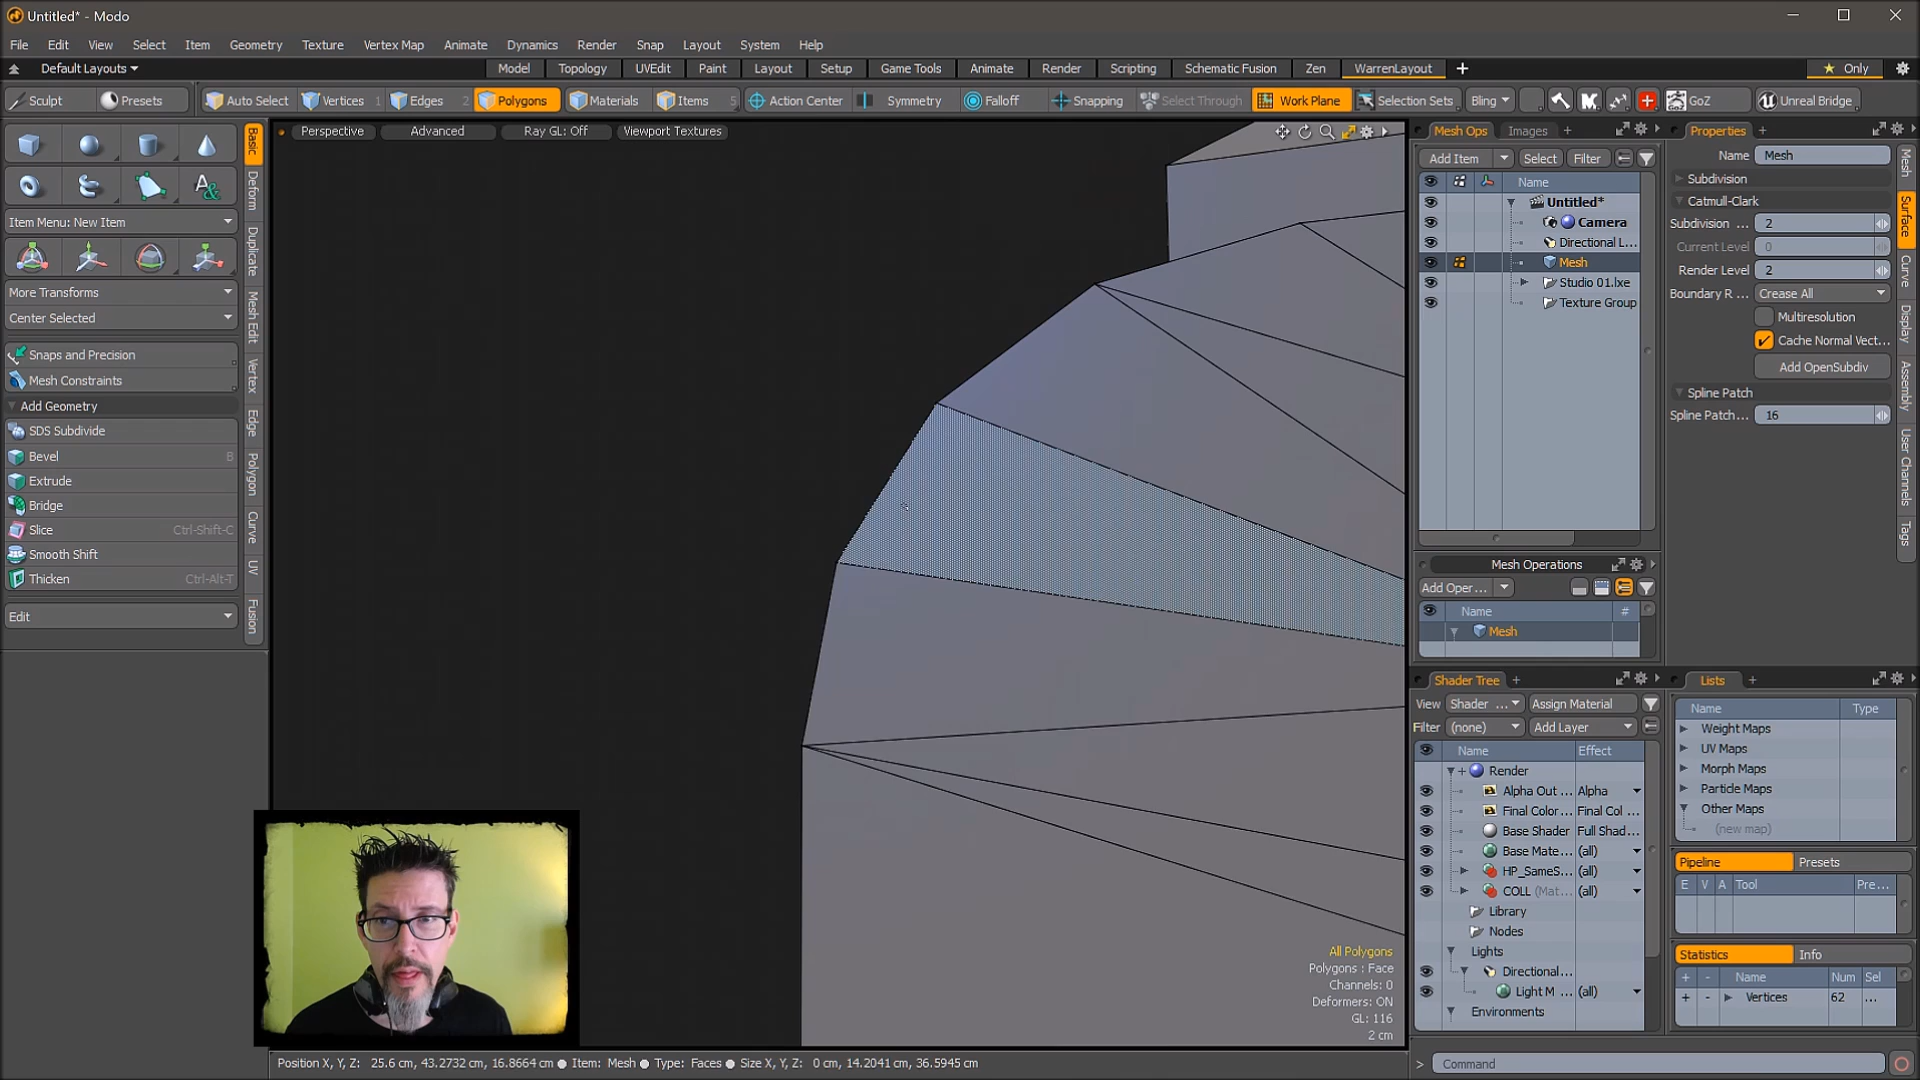 Untitled* - Modo
File Edit View Select Item Geometry Texture Vertex Map Animate Dynamics Render Snap Layout System Help
Default Layouts Model Topology UVEdit Paint Layout Setup Game Tools Animate Render Scripting Schematic Fusion Zen WarrenLayout + Only
Sculpt Presets Auto Select Vertices 1 Edges 2 Polygons Materials Items 5 Action Center Symmetry Falloff Snapping Select Through Work Plane Selection Sets Bling GoZ Unreal Bridge
Basic
Deform
Duplicate
Mesh Edit
Vertex
Edge
Polygon
Curve
UV
Fusion
Item Menu: New Item
More Transforms
Center Selected
Snaps and Precision
Mesh Constraints
Add Geometry
SDS Subdivide
Bevel B
Extrude
Bridge
Slice Ctrl-Shift-C
Smooth Shift
Thicken Ctrl-Alt-T
Edit
Perspective Advanced Ray GL: Off Viewport Textures
All Polygons
Polygons : Face
Channels: 0
Deformers: ON
GL: 116
2 cm
Position X, Y, Z: 25.6 cm, 43.2732 cm, 16.8664 cm Item: Mesh Type: Faces Size X, Y, Z: 0 cm, 14.2041 cm, 36.5945 cm
Mesh Ops Images +
Add Item Select Filter
Name
Untitled*
Camera
Directional L...
Mesh
Studio 01.lxe
Texture Group
Mesh Operations
Add Oper ...
Name #
Mesh
Shader Tree +
View Shader ... Assign Material
Filter (none) Add Layer
Name Effect
Render
Alpha Out ... Alpha
Final Color... Final Col ...
Base Shader Full Shad...
Base Mate... (all)
HP_SameS... (all)
COLL (Mat... (all)
Library
Nodes
Lights
Directional...
Light M ... (all)
Environments
Properties +
Name Mesh
Subdivision
Catmull-Clark
Subdivision ... 2
Current Level 0
Render Level 2
Boundary R ... Crease All
Multiresolution
Cache Normal Vect...
Add OpenSubdiv
Spline Patch
Spline Patch... 16
Mesh
Surface
Curve
Display
Assembly
User Channels
Tags
Lists +
Name Type
Weight Maps
UV Maps
Morph Maps
Particle Maps
Other Maps
(new map)
Pipeline Presets
E V A Tool Pre...
Statistics Info
+ - Name Num Sel
+ - Vertices 62 ...
> Command